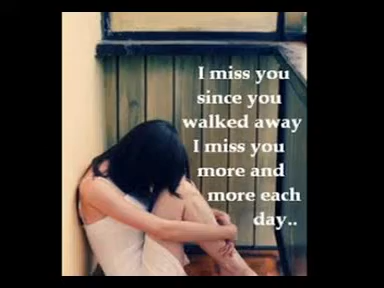 I miss you
since you
walked away
I miss you
more and
more each
day..